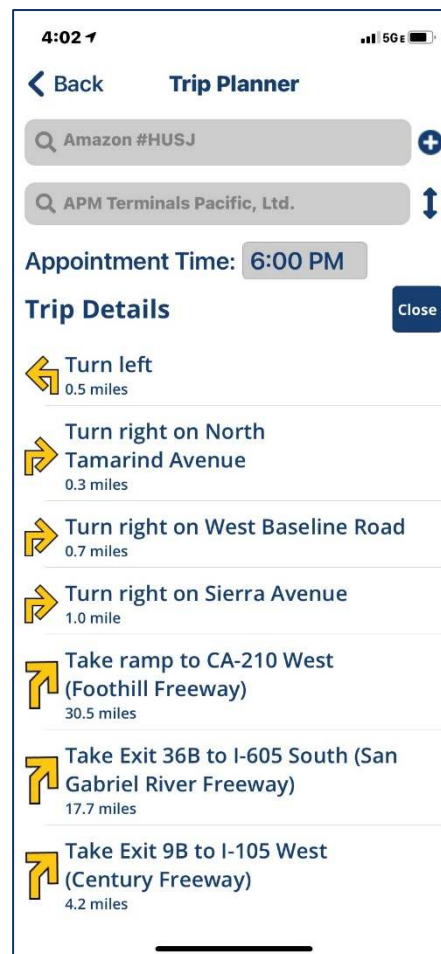 4:02
5GE
Back
Trip Planner
Amazon #HUSJ
APM Terminals Pacific, Ltd.
Appointment Time: 6:00 PM
Trip Details
Close
Turn left
0.5 miles
Turn right on North
Tamarind Avenue
0.3 miles
Turn right on West Baseline Road
0.7 miles
Turn right on Sierra Avenue
1.0 mile
Take ramp to CA-210 West
(Foothill Freeway)
30.5 miles
Take Exit 36B to I-605 South (San
Gabriel River Freeway)
17.7 miles
Take Exit 9B to I-105 West
(Century Freeway)
4.2 miles